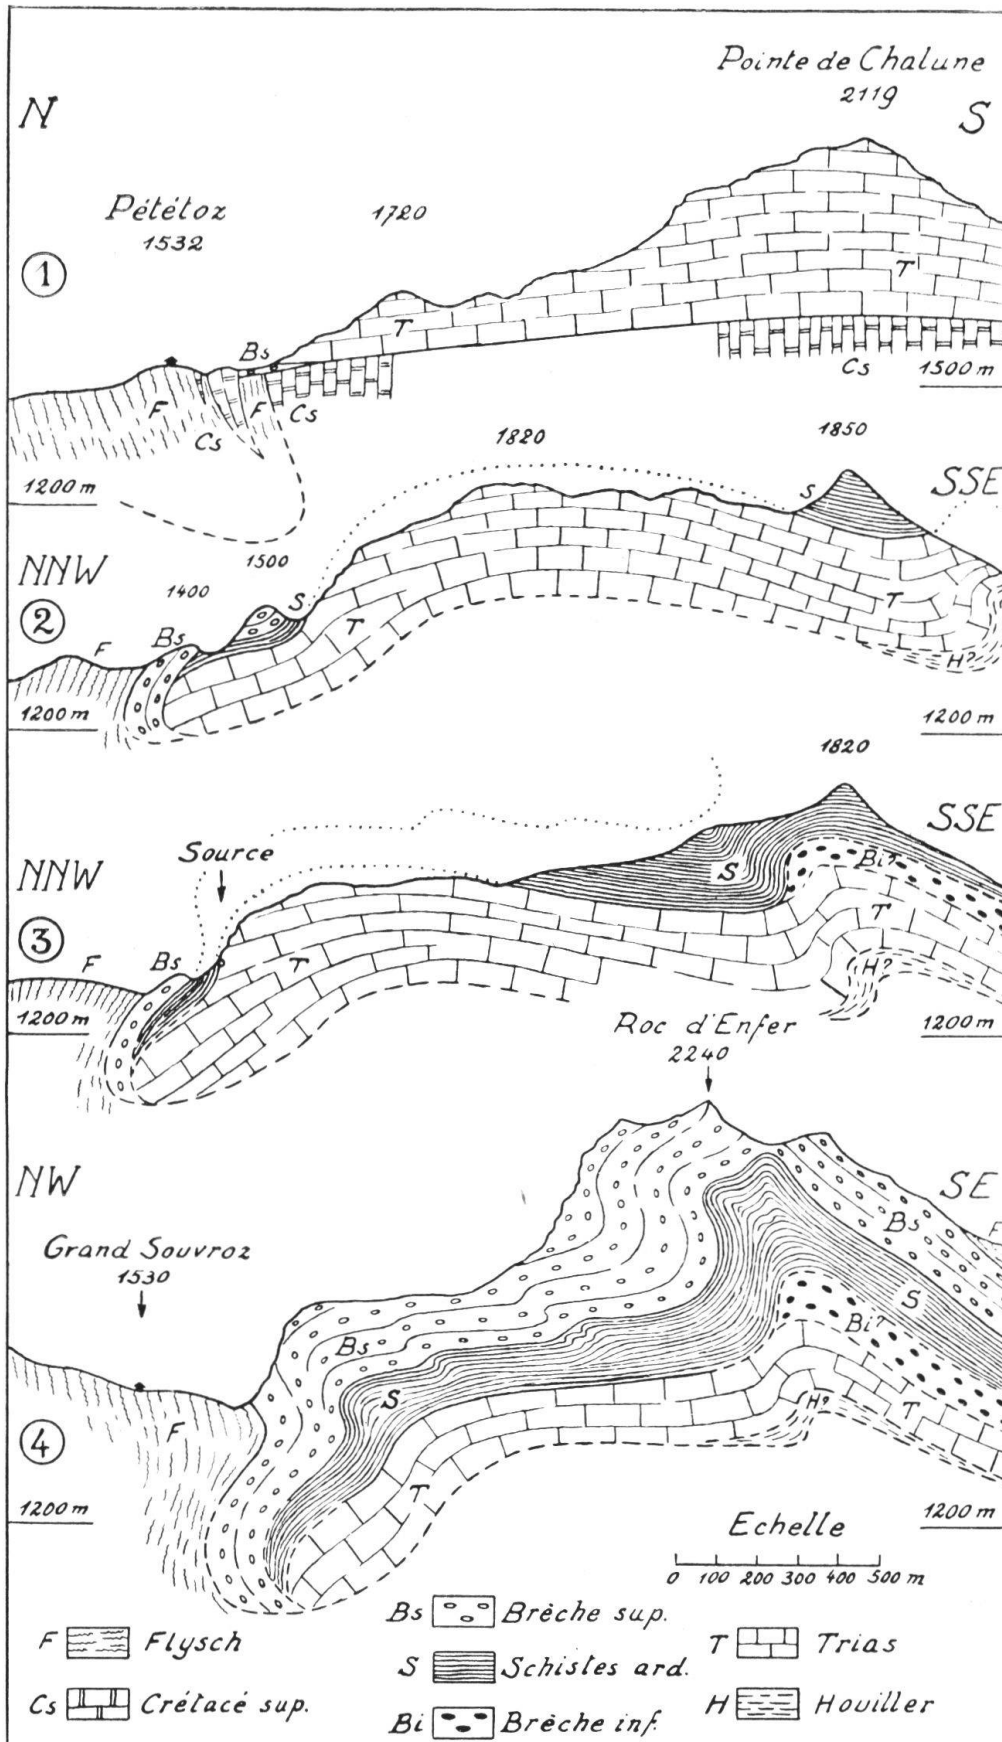 Pointe de Chalune
2119
N
S
Pététoz
1532
1720
1
T
T
Bs
F
Cs
F
Cs
Cs
1500 m
1200 m
1820
1850
S
SSE
NNW
1500
1400
2
S
T
T
F
Bs
H?
1200 m
1200 m
1820
SSE
NNW
Source
S
Bi?
T
3
F
Bs
T
H?
1200 m
1200 m
Roc d'Enfer
2240
NW
SE
Grand Souvroz
1530
Bs
F
S
Bs
Bi?
S
H?
T
F
4
T
1200 m
1200 m
Echelle
0 100 200 300 400 500 m
Bs Brèche sup.
F Flysch
T Trias
S Schistes ard.
Cs Crétacé sup.
H Houiller
Bi Brèche inf.